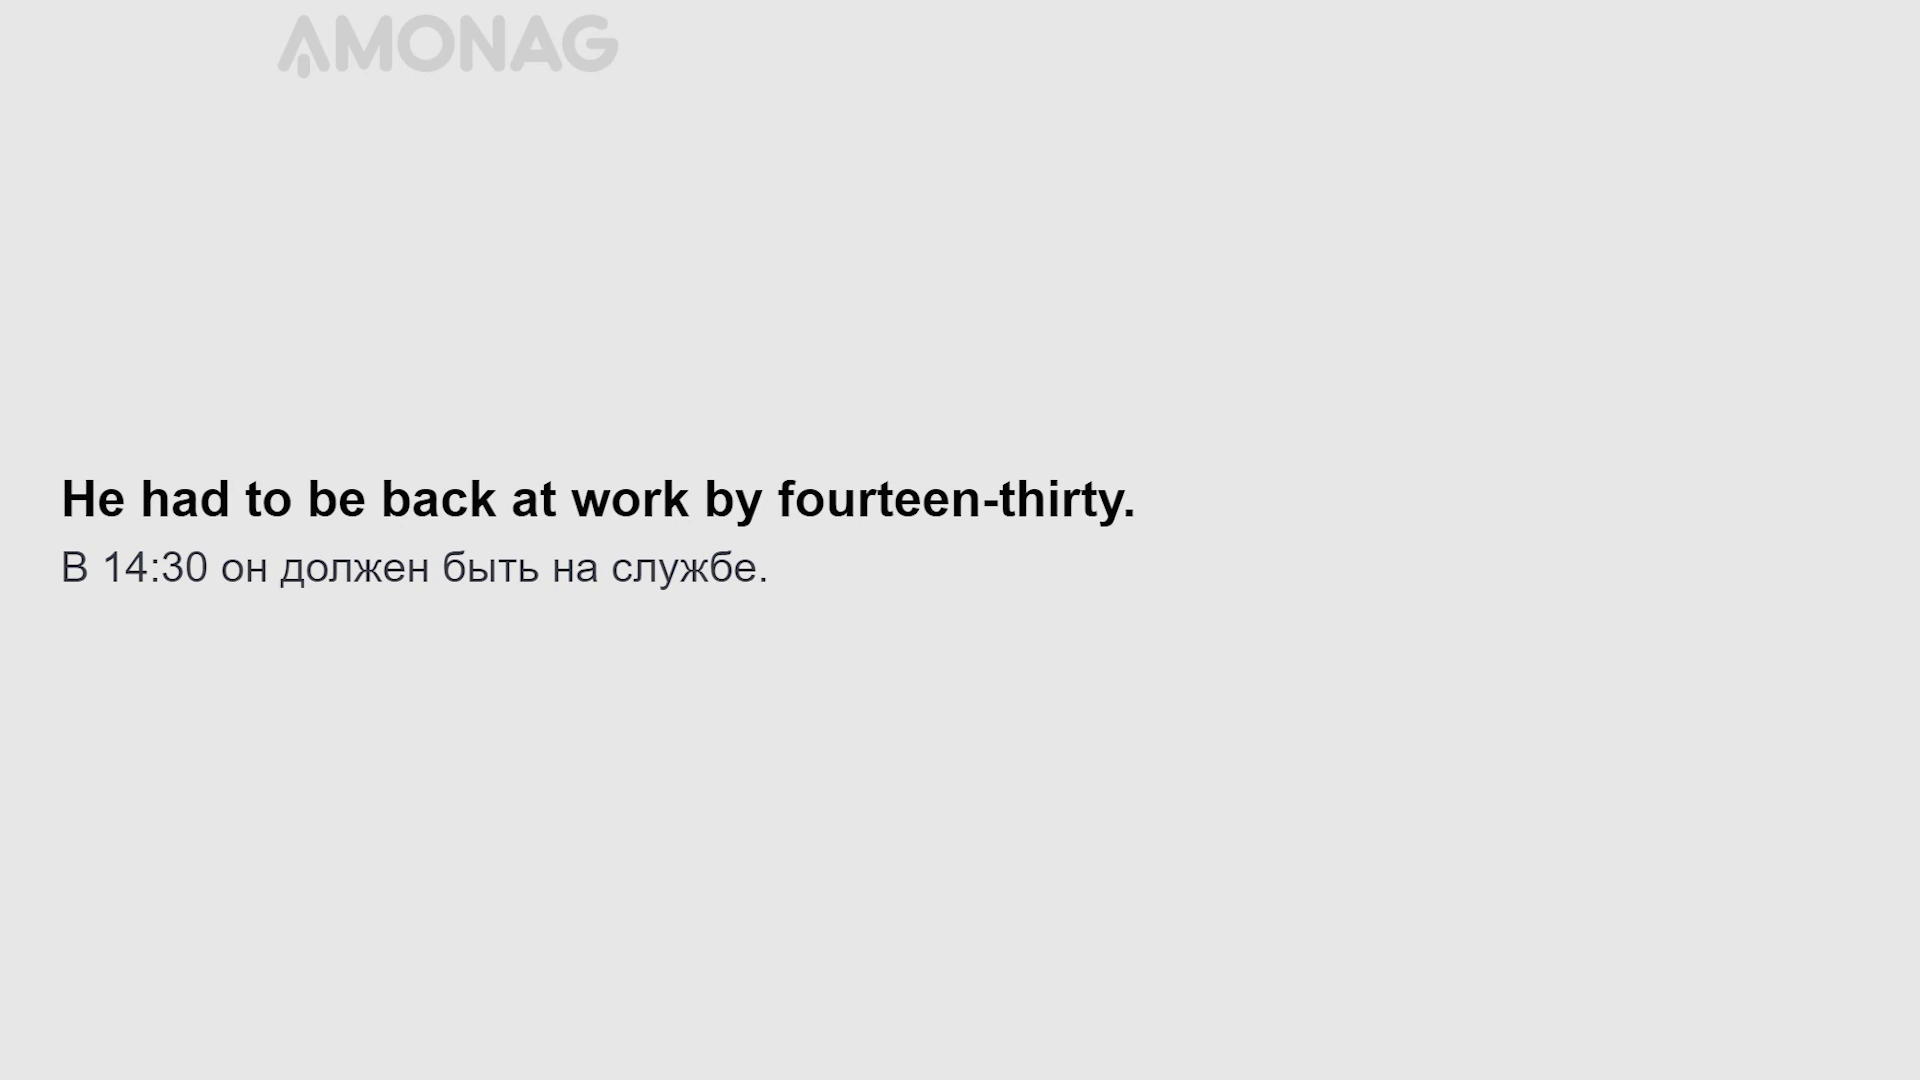 AMONAG
He had to be back at work by fourteen-thirty.
В 14:30 он должен быть на службе.